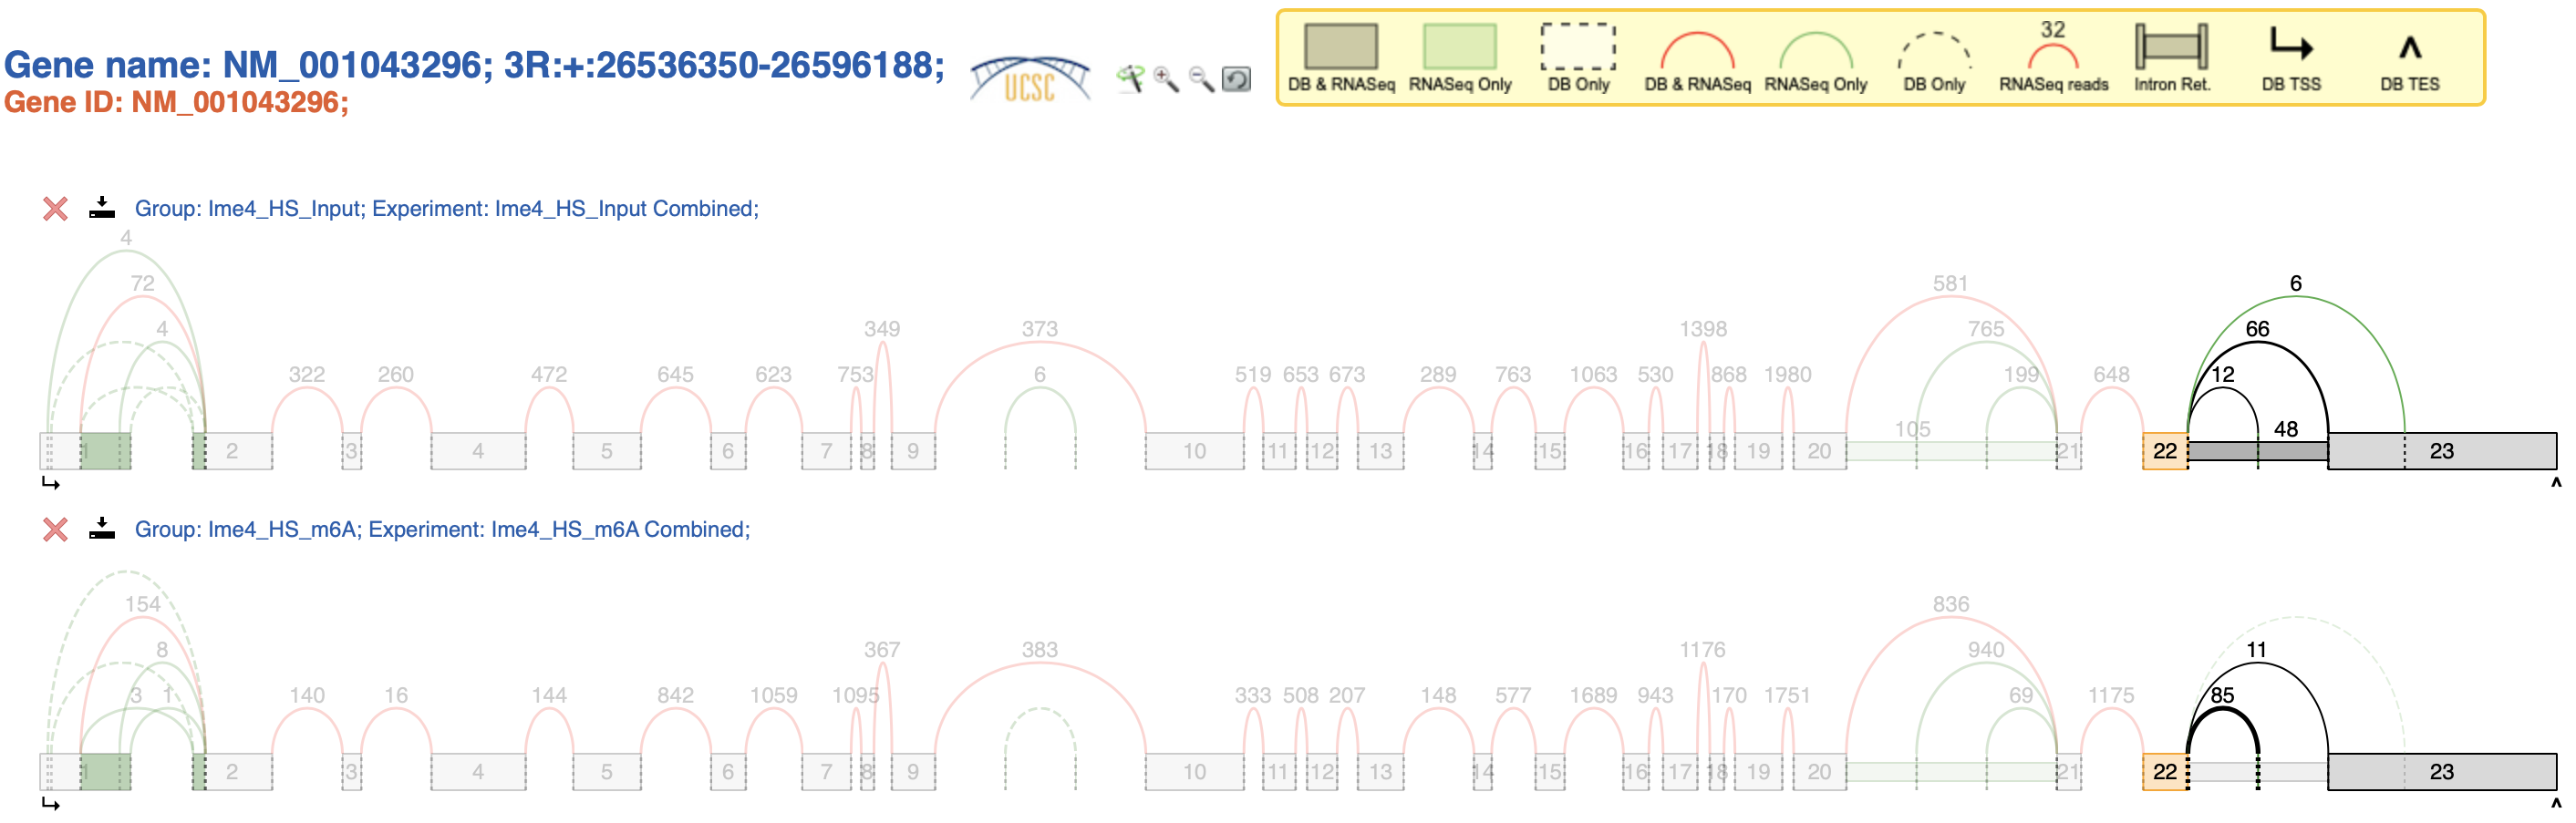 Gene name: NM_001043296; 3R:+:26536350-26596188;
Gene ID: NM_001043296;
UCSC
32
DB & RNASeq RNASeq Only DB Only DB & RNASeq RNASeq Only DB Only RNASeq reads Intron Ret. DB TSS DB TES
Group: Ime4_HS_Input; Experiment: Ime4_HS_Input Combined;
4
72 581 6
4 349 373 1398 765 66
322 260 472 645 623 753 6 519 653 673 289 763 1063 530 868 1980 199 648 12
105 48
1 2 3 4 5 6 7 8 9 10 11 12 13 14 15 16 17 18 19 20 21 22 23
Group: Ime4_HS_m6A; Experiment: Ime4_HS_m6A Combined;
154 836
8 367 383 1176 940 11
3 1 140 16 144 842 1059 1095 333 508 207 148 577 1689 943 170 1751 69 1175 85
1 2 3 4 5 6 7 8 9 10 11 12 13 14 15 16 17 18 19 20 21 22 23